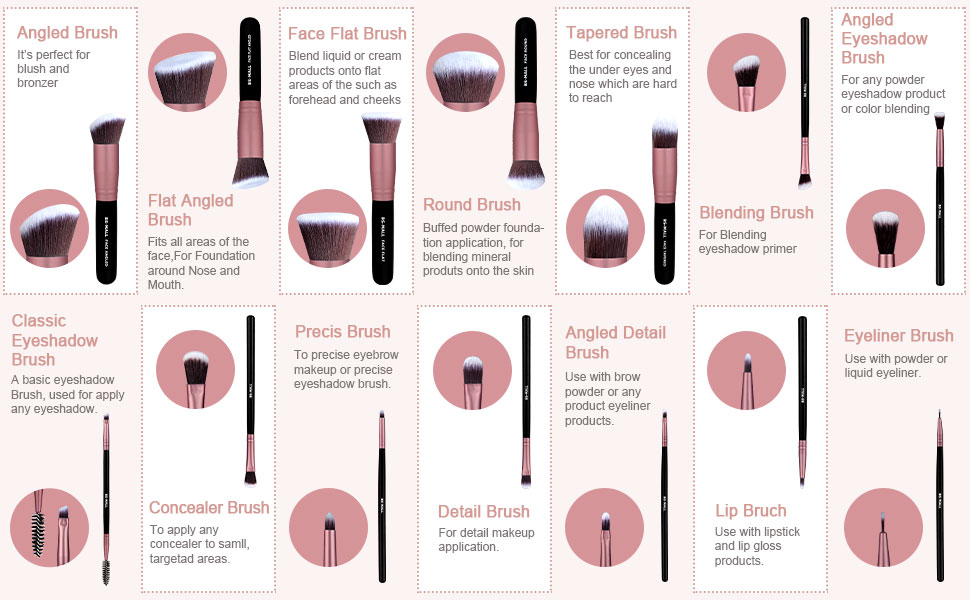 Angled Brush
It's perfect for
blush and
bronzer
BS-MALL FACE ANGLED
Flat Angled
Brush
Fits all areas of the
face,For Foundation
around Nose and
Mouth.
Face Flat Brush
Blend liquid or cream
products onto flat
areas of the such as
forehead and cheeks
BS-MALL FACE FLAT
Round Brush
Buffed powder founda-
tion application, for
blending mineral
produts onto the skin
Tapered Brush
Best for concealing
the under eyes and
nose which are hard
to reach
BS-MALL FACE TAPERED
Blending Brush
For Blending
eyeshadow primer
Angled
Eyeshadow
Brush
For any powder
eyeshadow product
or color blending
BS-MALL
Classic
Eyeshadow
Brush
A basic eyeshadow
Brush, used for apply
any eyeshadow.
BS-MALL
Concealer Brush
To apply any
concealer to samll,
targetad areas.
Precis Brush
To precise eyebrow
makeup or precise
eyeshadow brush.
BS-MALL
Detail Brush
For detail makeup
application.
Angled Detail
Brush
Use with brow
powder or any
product eyeliner
products.
BS-MALL
Lip Bruch
Use with lipstick
and lip gloss
products.
Eyeliner Brush
Use with powder or
liquid eyeliner.
BS-MALL